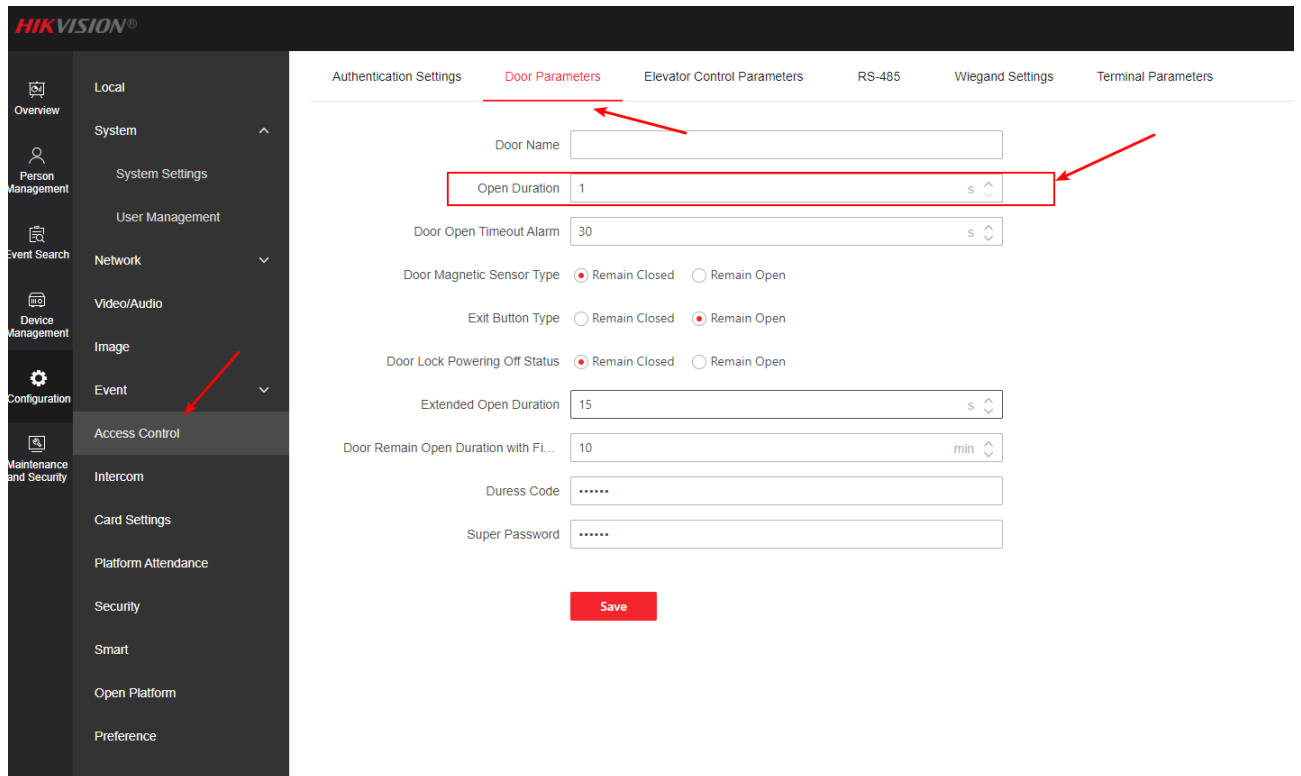 HIKVISION®
Overview
Person
Management
Event Search
Device
Management
Configuration
Maintenance
and Security
Local
System
System Settings
User Management
Network
Video/Audio
Image
Event
Access Control
Intercom
Card Settings
Platform Attendance
Security
Smart
Open Platform
Preference
Authentication Settings Door Parameters Elevator Control Parameters RS-485 Wiegand Settings Terminal Parameters
Door Name
Open Duration 1 s
Door Open Timeout Alarm 30 s
Door Magnetic Sensor Type Remain Closed Remain Open
Exit Button Type Remain Closed Remain Open
Door Lock Powering Off Status Remain Closed Remain Open
Extended Open Duration 15 s
Door Remain Open Duration with Fi... 10 min
Duress Code ••••••
Super Password ••••••
Save